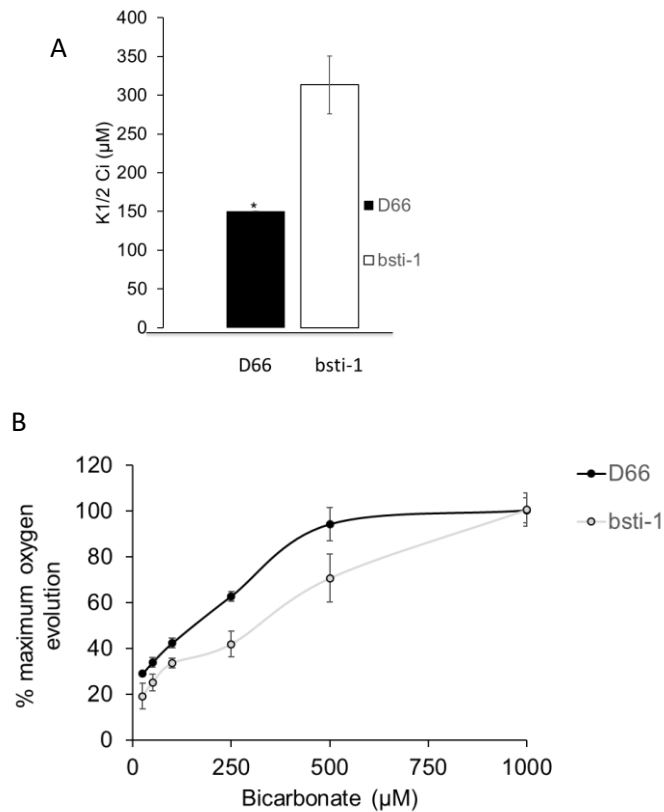 A
400
350
300
250
200
150
100
50
0
K1/2 Ci (µM)
*
D66
bsti-1
D66
bsti-1
B
120
100
80
60
40
20
0
% maximum oxygen
evolution
0
250
500
750
1000
Bicarbonate (µM)
D66
bsti-1